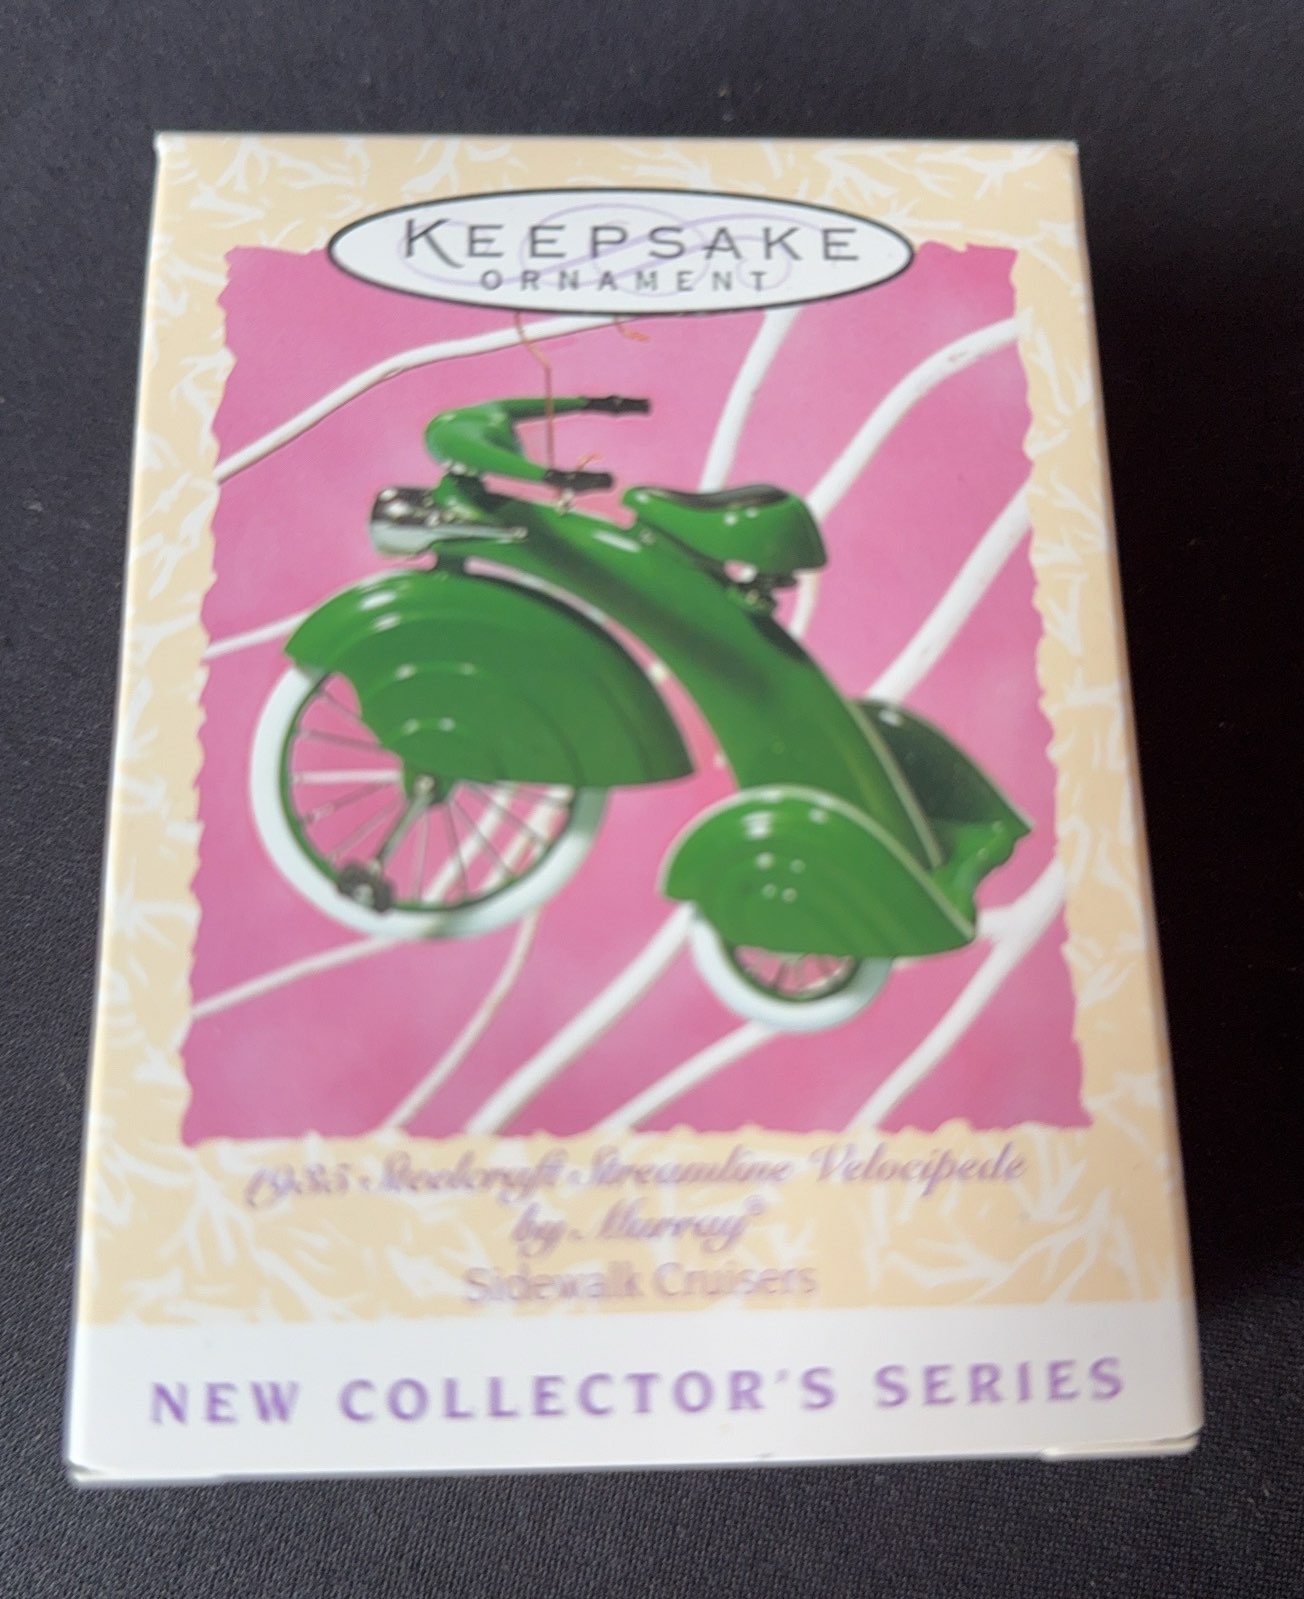 KEEPSAKE
ORNAMENT
1935 Steelcraft Streamline Velocipede
by Murray®
Sidewalk Cruisers
NEW COLLECTOR'S SERIES